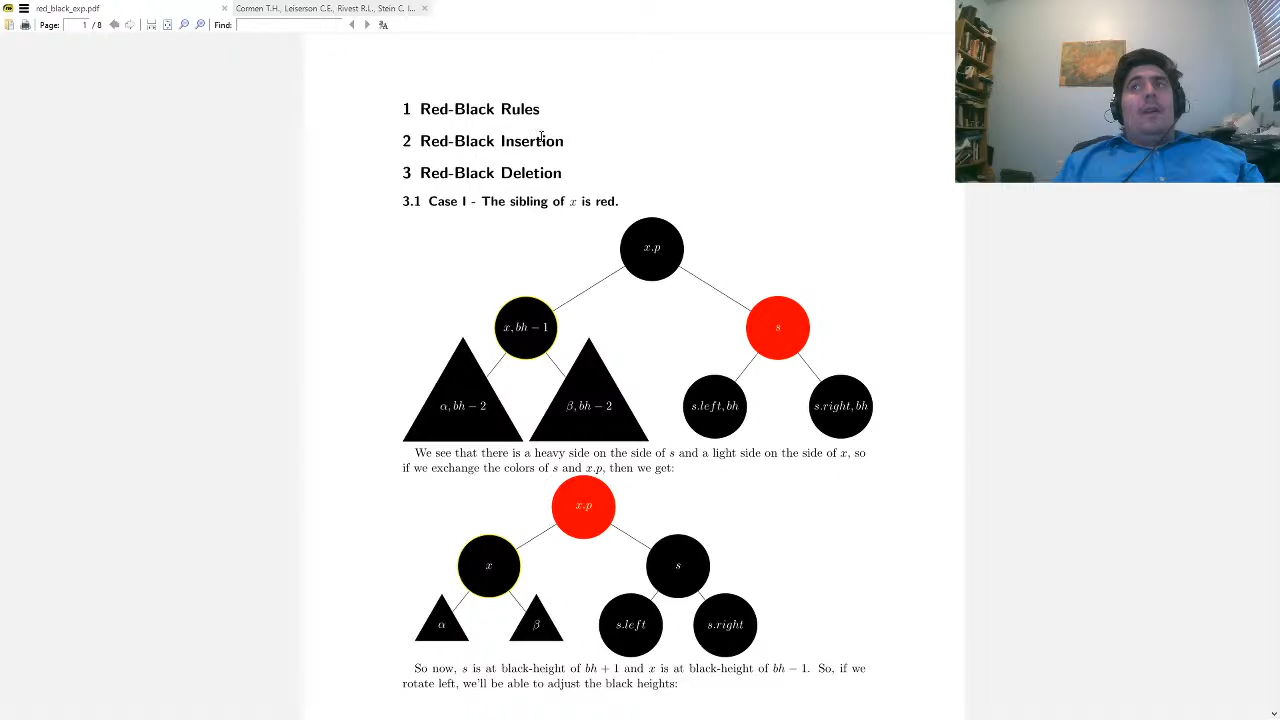 red_black_exp.pdf
Cormen T.H., Leiserson C.E., Rivest R.L., Stein C. I...
Page: 1 / 8 Find:
1 Red-Black Rules
2 Red-Black Insertion
3 Red-Black Deletion
3.1 Case I - The sibling of x is red.
x.p
x, bh − 1
s
α, bh − 2
β, bh − 2
s.left, bh
s.right, bh
We see that there is a heavy side on the side of s and a light side on the side of x, so
if we exchange the colors of s and x.p, then we get:
x.p
x
s
α
β
s.left
s.right
So now, s is at black-height of bh + 1 and x is at black-height of bh − 1. So, if we
rotate left, we'll be able to adjust the black heights: